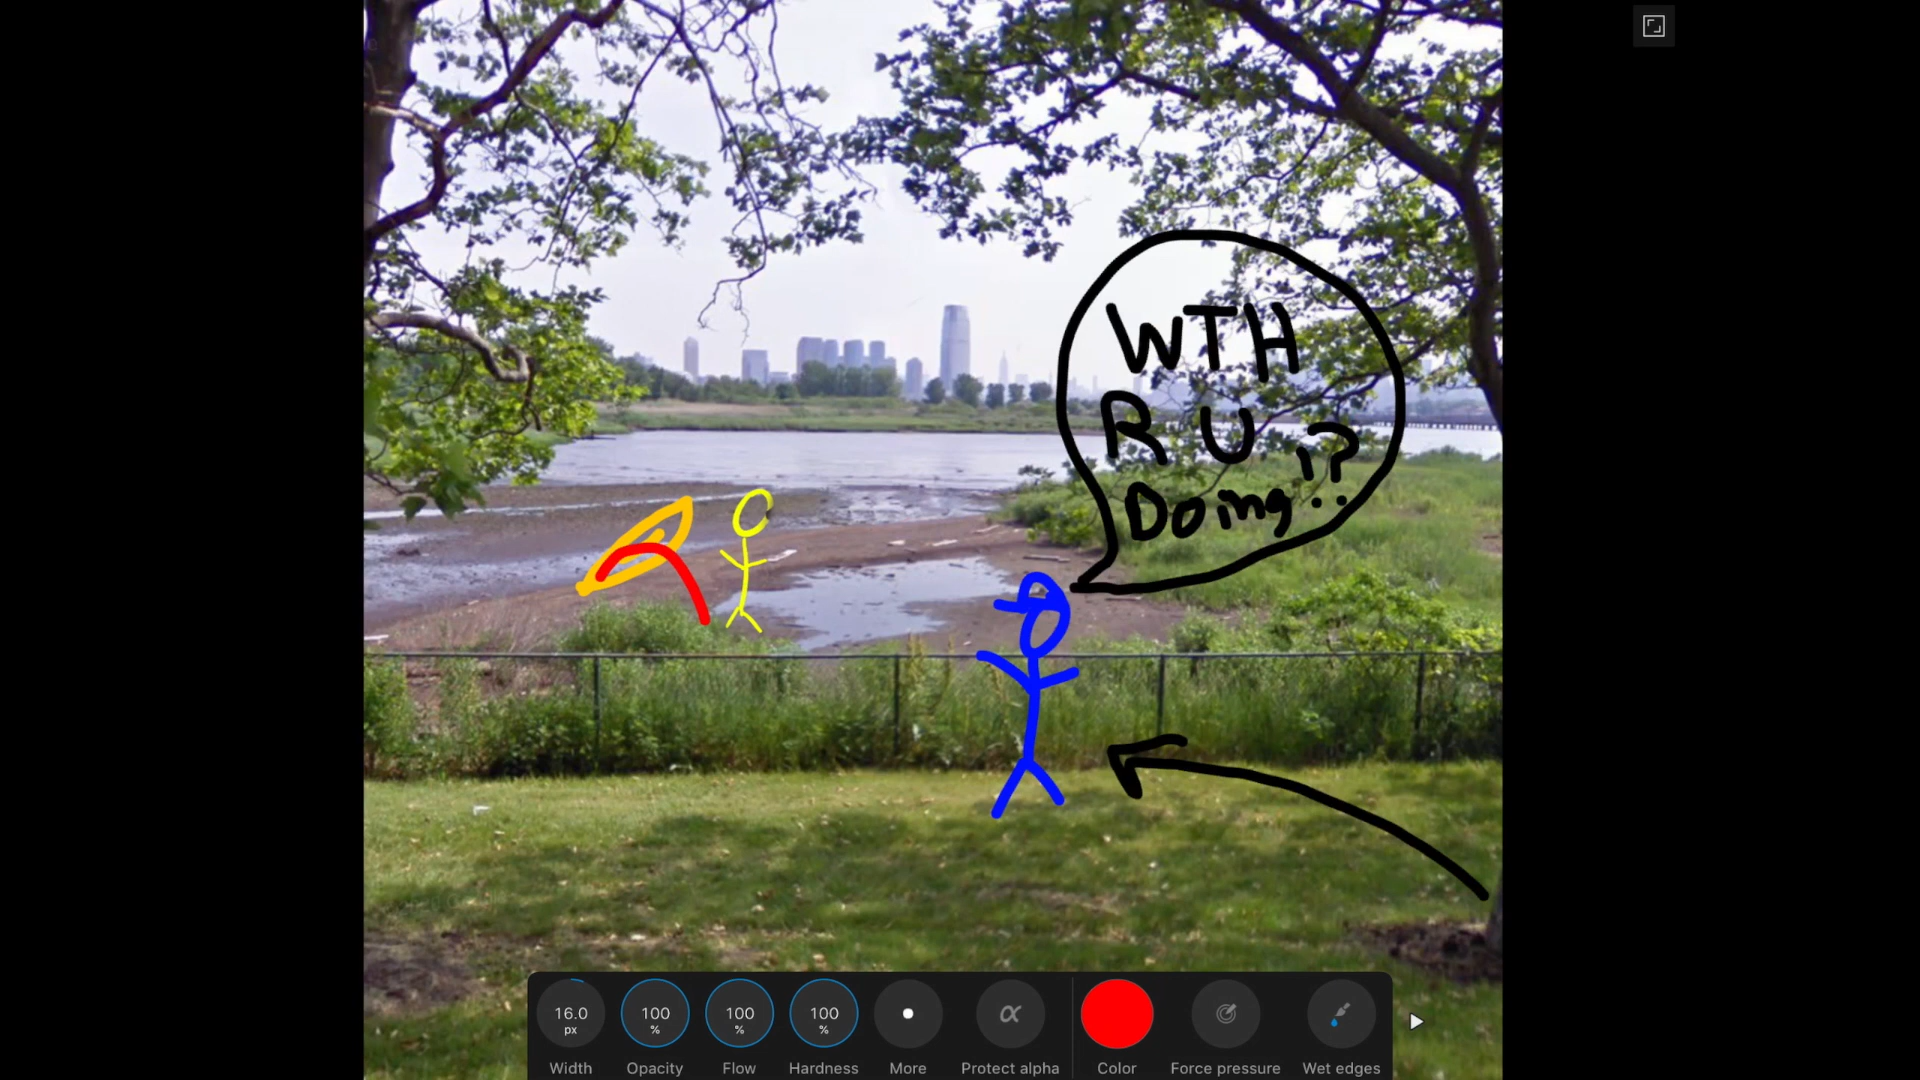 WTH
R U
Doing!?
16.0
px
100
%
100
%
100
%
α
Width
Opacity
Flow
Hardness
More
Protect alpha
Color
Force pressure
Wet edges